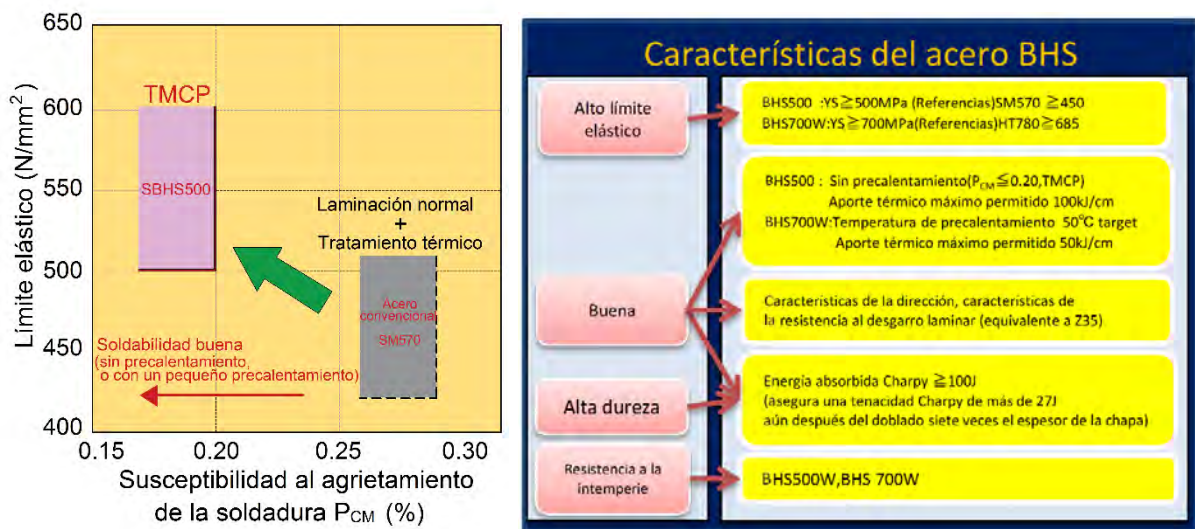 650
600
550
500
450
400
Límite elástico (N/mm²)
TMCP
SBHS500
Laminación normal
+
Tratamiento térmico
Acero
convencional
SM570
Soldabilidad buena
(sin precalentamiento,
o con un pequeño precalentamiento)
0.15
0.20
0.25
0.30
Susceptibilidad al agrietamiento
de la soldadura PCM (%)
Características del acero BHS
Alto límite
elástico
BHS500 :YS≧500MPa (Referencias)SM570 ≧450
BHS700W:YS≧700MPa(Referencias)HT780≧685
Buena
BHS500 : Sin precalentamiento(PCM≦0.20,TMCP)
Aporte térmico máximo permitido 100kJ/cm
BHS700W:Temperatura de precalentamiento 50℃ target
Aporte térmico máximo permitido 50kJ/cm
Características de la dirección, características de
la resistencia al desgarro laminar (equivalente a Z35)
Alta dureza
Energía absorbida Charpy ≧100J
(asegura una tenacidad Charpy de más de 27J
aún después del doblado siete veces el espesor de la chapa)
Resistencia a la
intemperie
BHS500W,BHS 700W